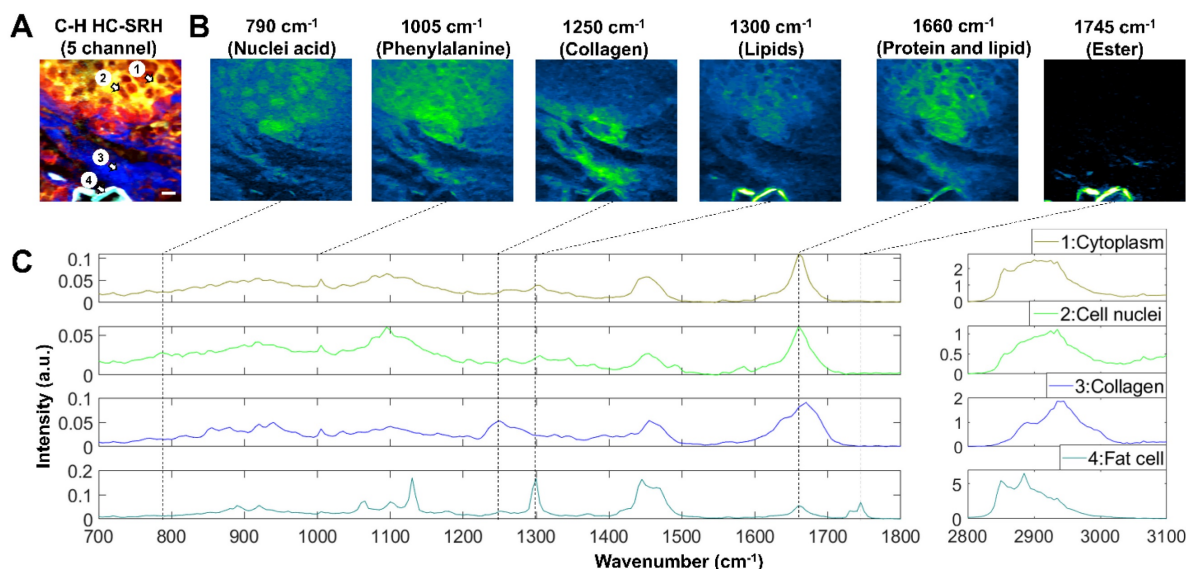 A
C-H HC-SRH
(5 channel)
1
2
3
4
B
790 cm⁻¹
(Nuclei acid)
1005 cm⁻¹
(Phenylalanine)
1250 cm⁻¹
(Collagen)
1300 cm⁻¹
(Lipids)
1660 cm⁻¹
(Protein and lipid)
1745 cm⁻¹
(Ester)
C
Intensity (a.u.)
0.1
0.05
0
0.05
0
0.1
0.05
0
0.2
0.1
0
700 800 900 1000 1100 1200 1300 1400 1500 1600 1700 1800
1:Cytoplasm
2
1
0
2:Cell nuclei
1
0.5
0
3:Collagen
2
1
0
4:Fat cell
5
0
2800 2900 3000 3100
Wavenumber (cm⁻¹)